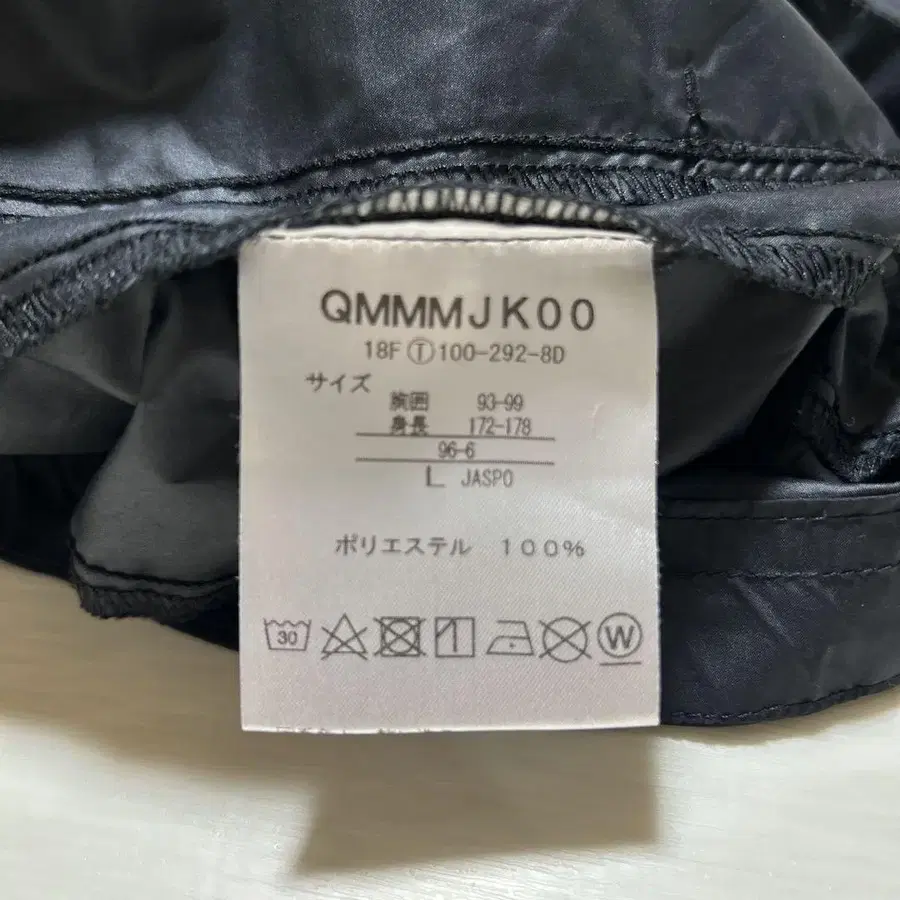 QMMMJK00
18F Ⓣ100-292-8D
サイズ
胸囲 93-99
身長 172-178
96-6
L JASPO
ポリエステル 100%
30 W